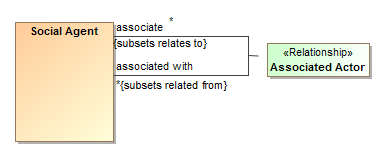 Social Agent
associate *
{subsets relates to}
associated with
*{subsets related from}
«Relationship»
Associated Actor